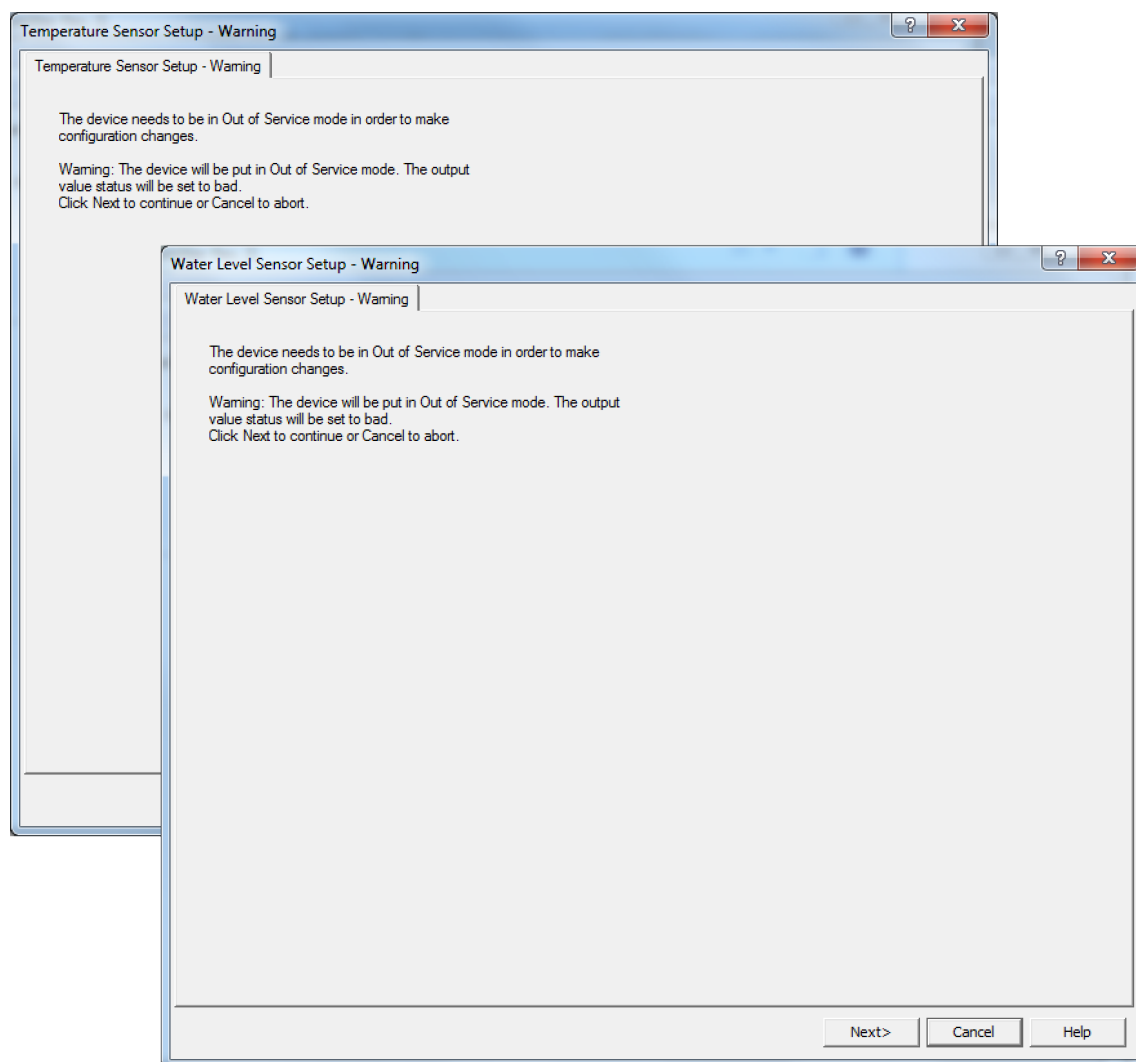 Temperature Sensor Setup - Warning
Temperature Sensor Setup - Warning
The device needs to be in Out of Service mode in order to make
configuration changes.
Warning: The device will be put in Out of Service mode. The output
value status will be set to bad.
Click Next to continue or Cancel to abort.
Water Level Sensor Setup - Warning
Water Level Sensor Setup - Warning
The device needs to be in Out of Service mode in order to make
configuration changes.
Warning: The device will be put in Out of Service mode. The output
value status will be set to bad.
Click Next to continue or Cancel to abort.
Next> Cancel Help